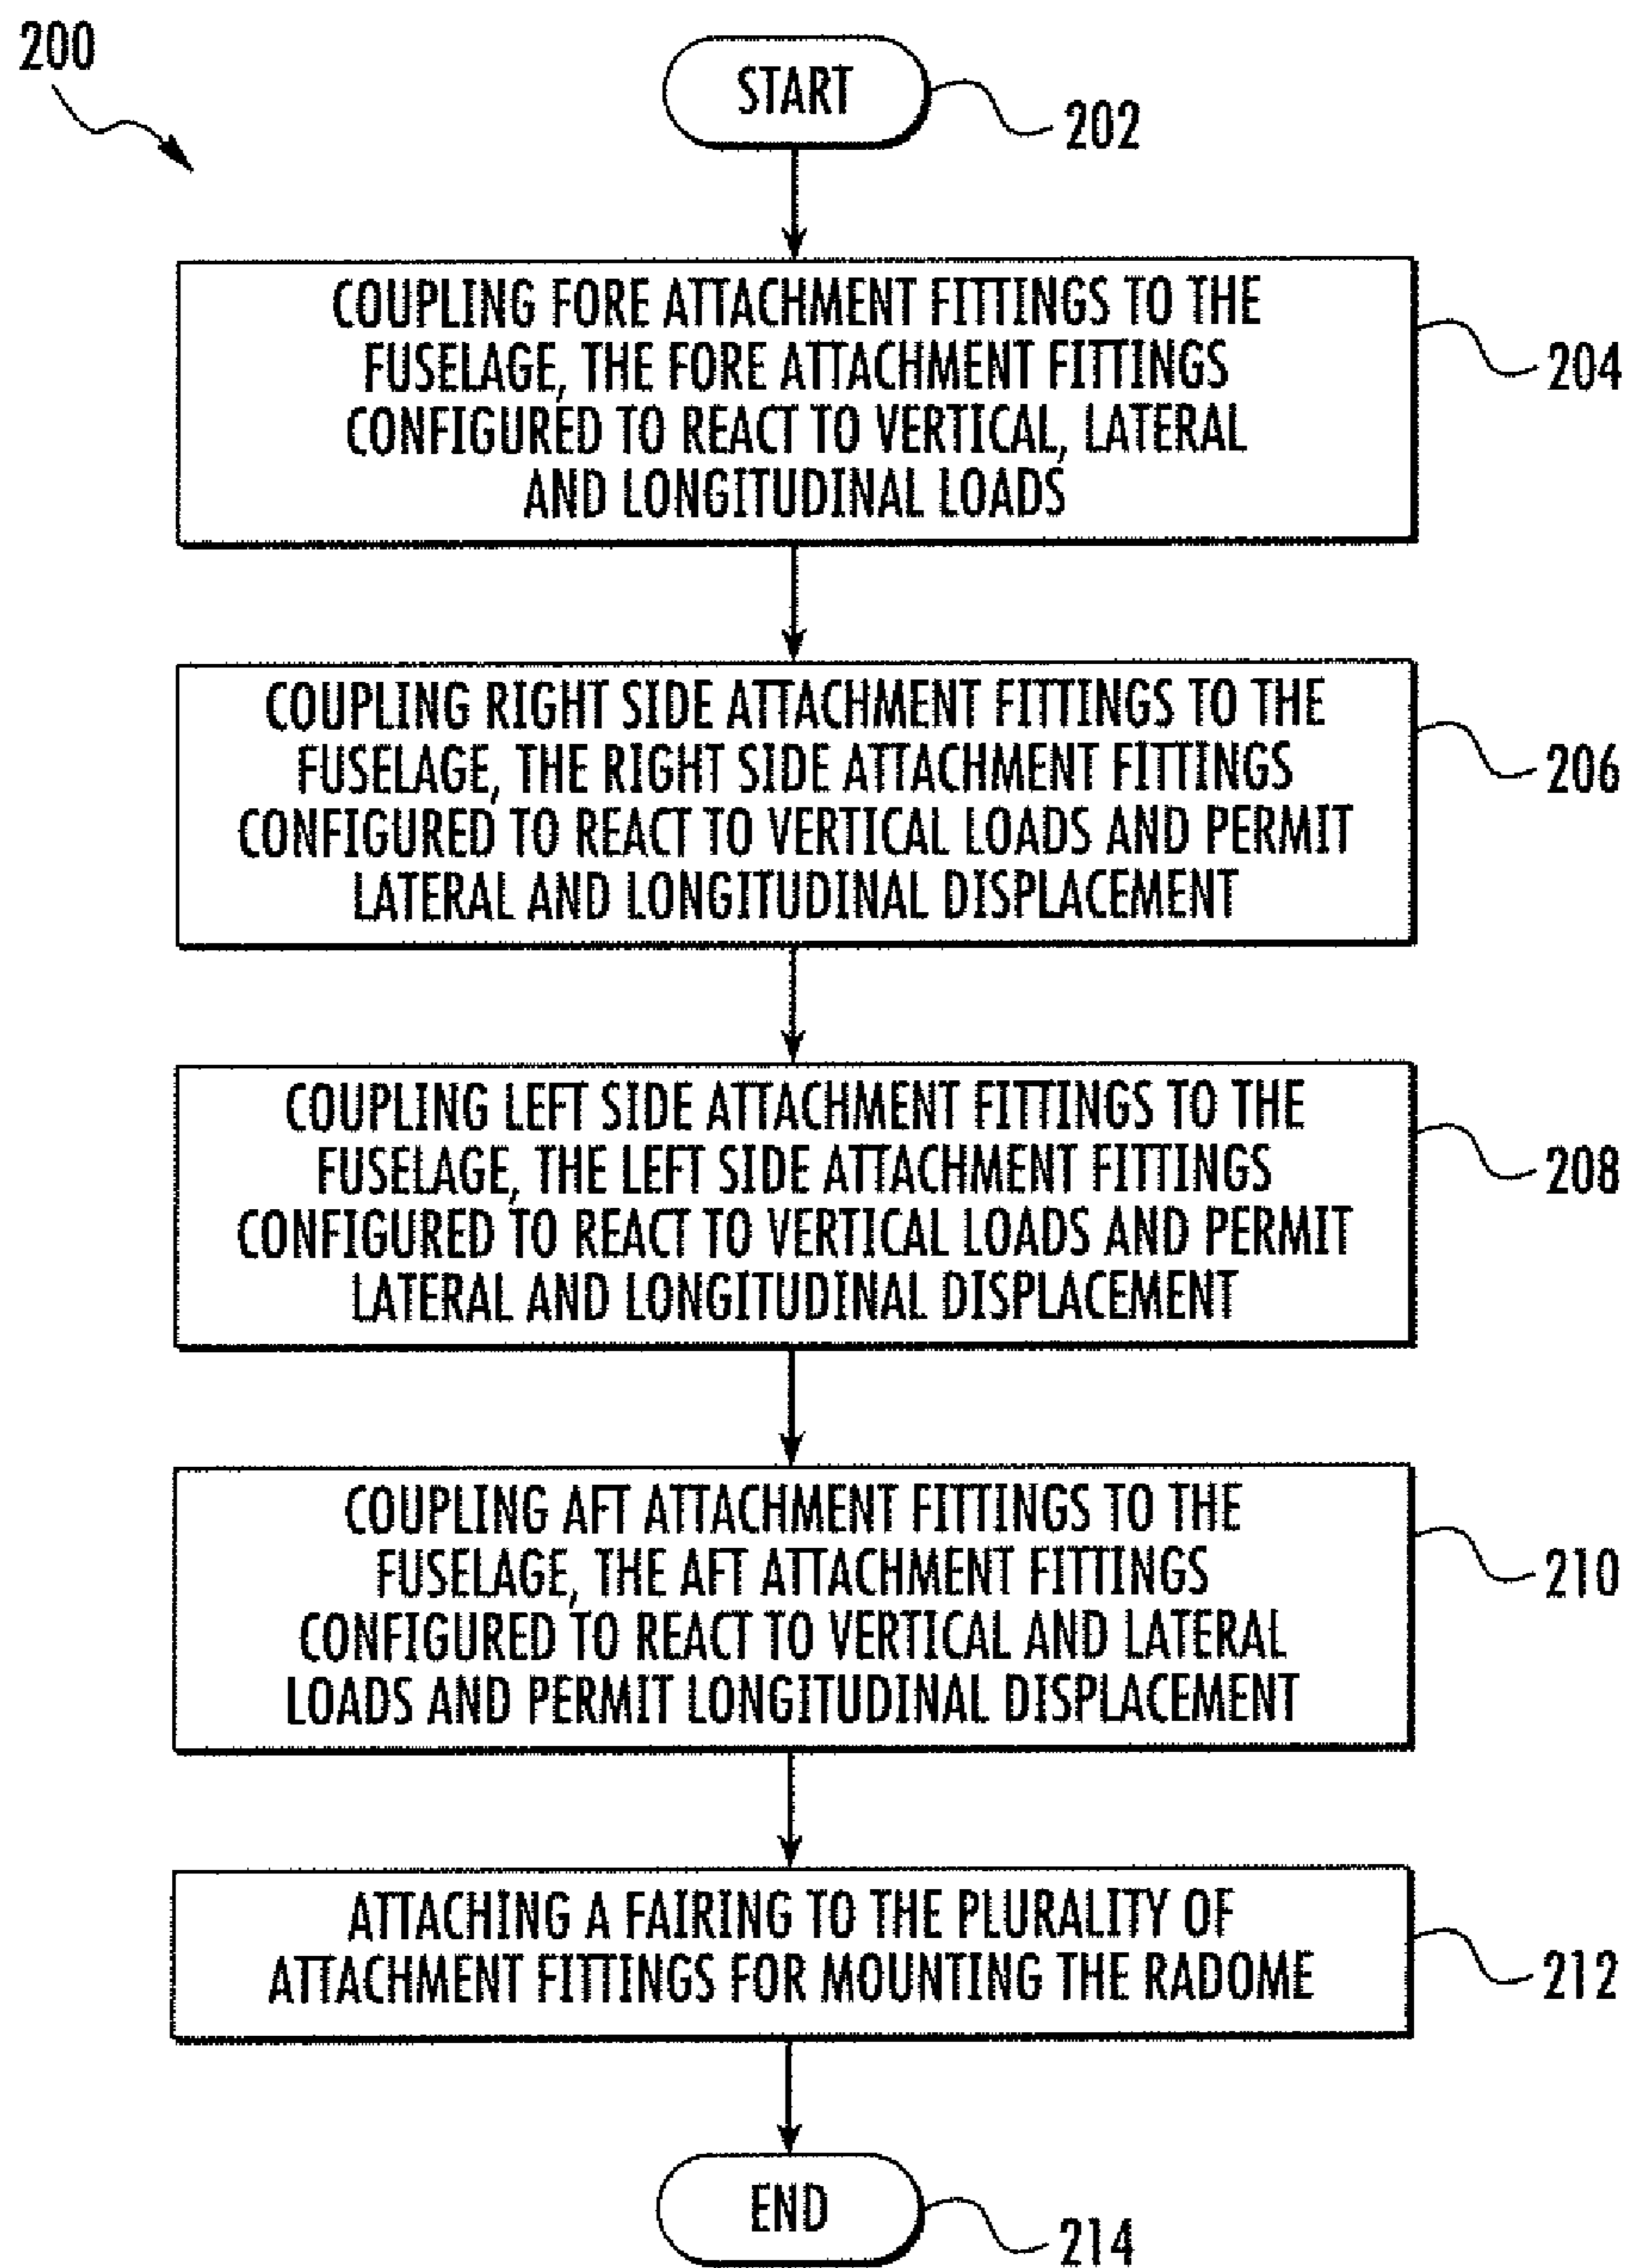 200
START
202
COUPLING FORE ATTACHMENT FITTINGS TO THE
FUSELAGE, THE FORE ATTACHMENT FITTINGS
CONFIGURED TO REACT TO VERTICAL, LATERAL
AND LONGITUDINAL LOADS
204
COUPLING RIGHT SIDE ATTACHMENT FITTINGS TO THE
FUSELAGE, THE RIGHT SIDE ATTACHMENT FITTINGS
CONFIGURED TO REACT TO VERTICAL LOADS AND PERMIT
LATERAL AND LONGITUDINAL DISPLACEMENT
206
COUPLING LEFT SIDE ATTACHMENT FITTINGS TO THE
FUSELAGE, THE LEFT SIDE ATTACHMENT FITTINGS
CONFIGURED TO REACT TO VERTICAL LOADS AND PERMIT
LATERAL AND LONGITUDINAL DISPLACEMENT
208
COUPLING AFT ATTACHMENT FITTINGS TO THE
FUSELAGE, THE AFT ATTACHMENT FITTINGS
CONFIGURED TO REACT TO VERTICAL AND LATERAL
LOADS AND PERMIT LONGITUDINAL DISPLACEMENT
210
ATTACHING A FAIRING TO THE PLURALITY OF
ATTACHMENT FITTINGS FOR MOUNTING THE RADOME
212
END
214